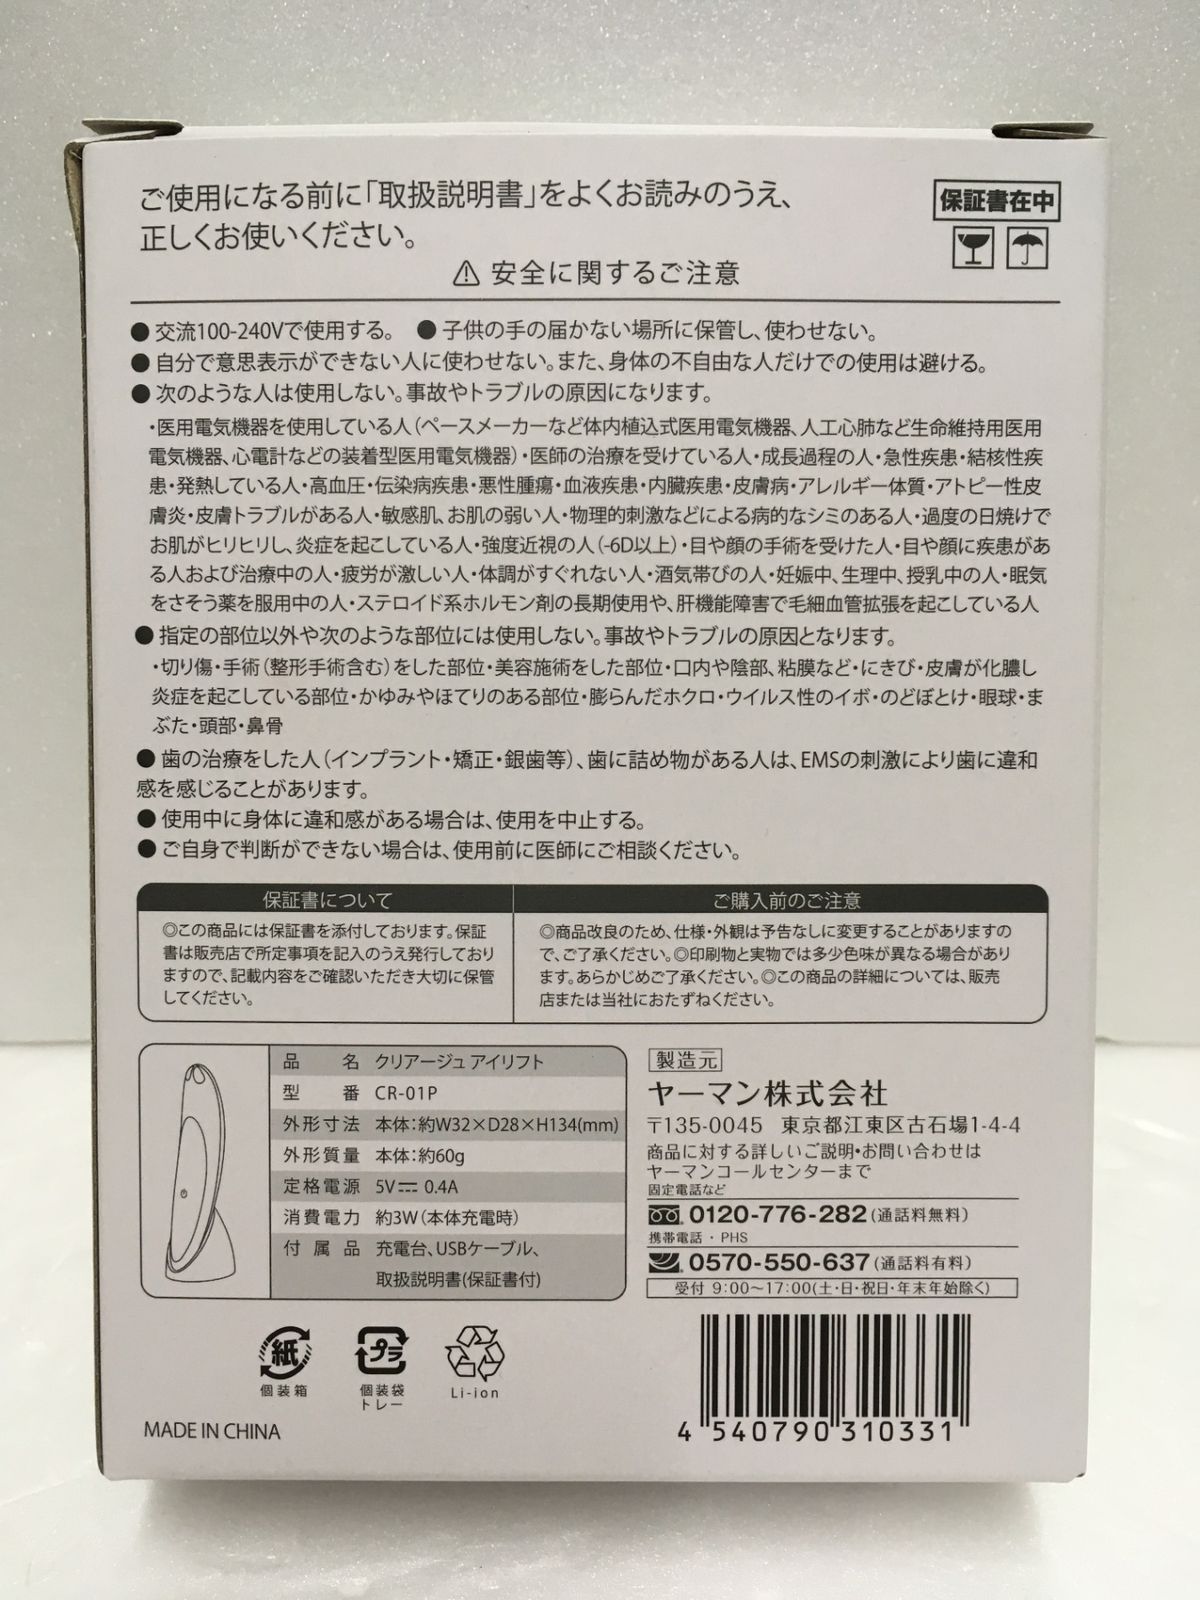 ご使用になる前に「取扱説明書」をよくお読みのうえ、
正しくお使いください。
保証書在中
⚠ 安全に関するご注意
● 交流100-240Vで使用する。 ● 子供の手の届かない場所に保管し、使わせない。
● 自分で意思表示ができない人に使わせない。また、身体の不自由な人だけでの使用は避ける。
● 次のような人は使用しない。事故やトラブルの原因になります。
・医用電気機器を使用している人（ペースメーカーなど体内植込式医用電気機器、人工心肺など生命維持用医用
電気機器、心電計などの装着型医用電気機器）・医師の治療を受けている人・成長過程の人・急性疾患・結核性疾
患・発熱している人・高血圧・伝染病疾患・悪性腫瘍・血液疾患・内臓疾患・皮膚病・アレルギー体質・アトピー性皮
膚炎・皮膚トラブルがある人・敏感肌、お肌の弱い人・物理的刺激などによる病的なシミのある人・過度の日焼けで
お肌がヒリヒリし、炎症を起こしている人・強度近視の人（-6D以上）・目や顔の手術を受けた人・目や顔に疾患があ
る人および治療中の人・疲労が激しい人・体調がすぐれない人・酒気帯びの人・妊娠中、生理中、授乳中の人・眠気
をさそう薬を服用中の人・ステロイド系ホルモン剤の長期使用や、肝機能障害で毛細血管拡張を起こしている人
● 指定の部位以外や次のような部位には使用しない。事故やトラブルの原因となります。
・切り傷・手術（整形手術含む）をした部位・美容施術をした部位・口内や陰部、粘膜など・にきび・皮膚が化膿し
炎症を起こしている部位・かゆみやほてりのある部位・膨らんだホクロ・ウイルス性のイボ・のどぼとけ・眼球・ま
ぶた・頭部・鼻骨
● 歯の治療をした人（インプラント・矯正・銀歯等）、歯に詰め物がある人は、EMSの刺激により歯に違和
感を感じることがあります。
● 使用中に身体に違和感がある場合は、使用を中止する。
● ご自身で判断ができない場合は、使用前に医師にご相談ください。
保証書について
◎この商品には保証書を添付しております。保証
書は販売店で所定事項を記入のうえ発行しており
ますので、記載内容をご確認いただき大切に保管
してください。
ご購入前のご注意
◎商品改良のため、仕様・外観は予告なしに変更することがありますの
で、ご了承ください。◎印刷物と実物では多少色味が異なる場合があり
ます。あらかじめご了承ください。◎この商品の詳細については、販売
店または当社におたずねください。
品 名 クリアージュ アイリフト
型 番 CR-01P
外形寸法 本体：約W32×D28×H134(mm)
外形質量 本体：約60g
定格電源 5V⎓ 0.4A
消費電力 約3W（本体充電時）
付属品 充電台、USBケーブル、
取扱説明書(保証書付)
製造元
ヤーマン株式会社
〒135-0045 東京都江東区古石場1-4-4
商品に対する詳しいご説明・お問い合わせは
ヤーマンコールセンターまで
固定電話など
0120-776-282（通話料無料）
携帯電話・PHS
0570-550-637（通話料有料）
受付 9:00～17:00(土・日・祝日・年末年始除く)
紙
個装箱
プラ
個装袋
トレー
Li-ion
MADE IN CHINA
4 540790 310331